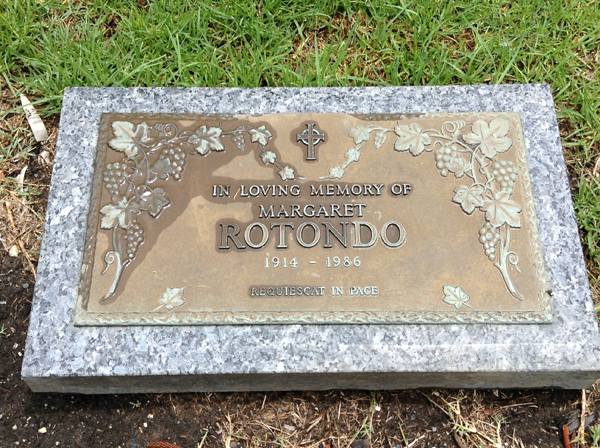 IN LOVING MEMORY OF
MARGARET
ROTONDO
1914 - 1986
REQUIESCAT IN PACE